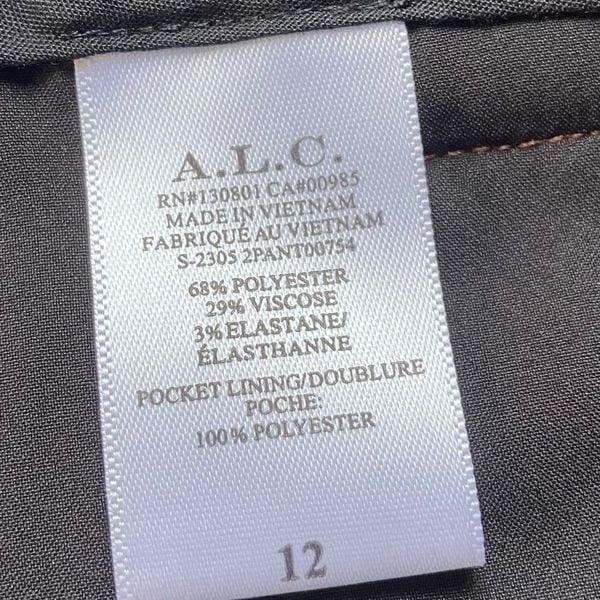 A.L.C.
RN#130801 CA#00985
MADE IN VIETNAM
FABRIQUÉ AU VIETNAM
S-2305 2PANT00754
68% POLYESTER
29% VISCOSE
3% ELASTANE/
ÉLASTHANNE
POCKET LINING/DOUBLURE
POCHE:
100% POLYESTER
12